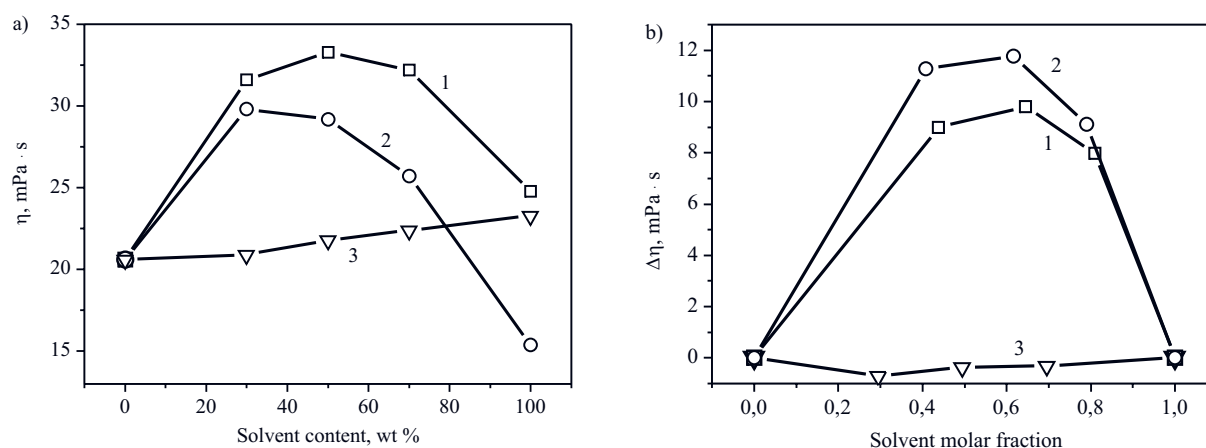 a)
η, mPa · s
35
30
25
20
15
1
2
3
0 20 40 60 80 100
Solvent content, wt %
b)
Δη, mPa · s
12
10
8
6
4
2
0
2
1
3
0,0 0,2 0,4 0,6 0,8 1,0
Solvent molar fraction